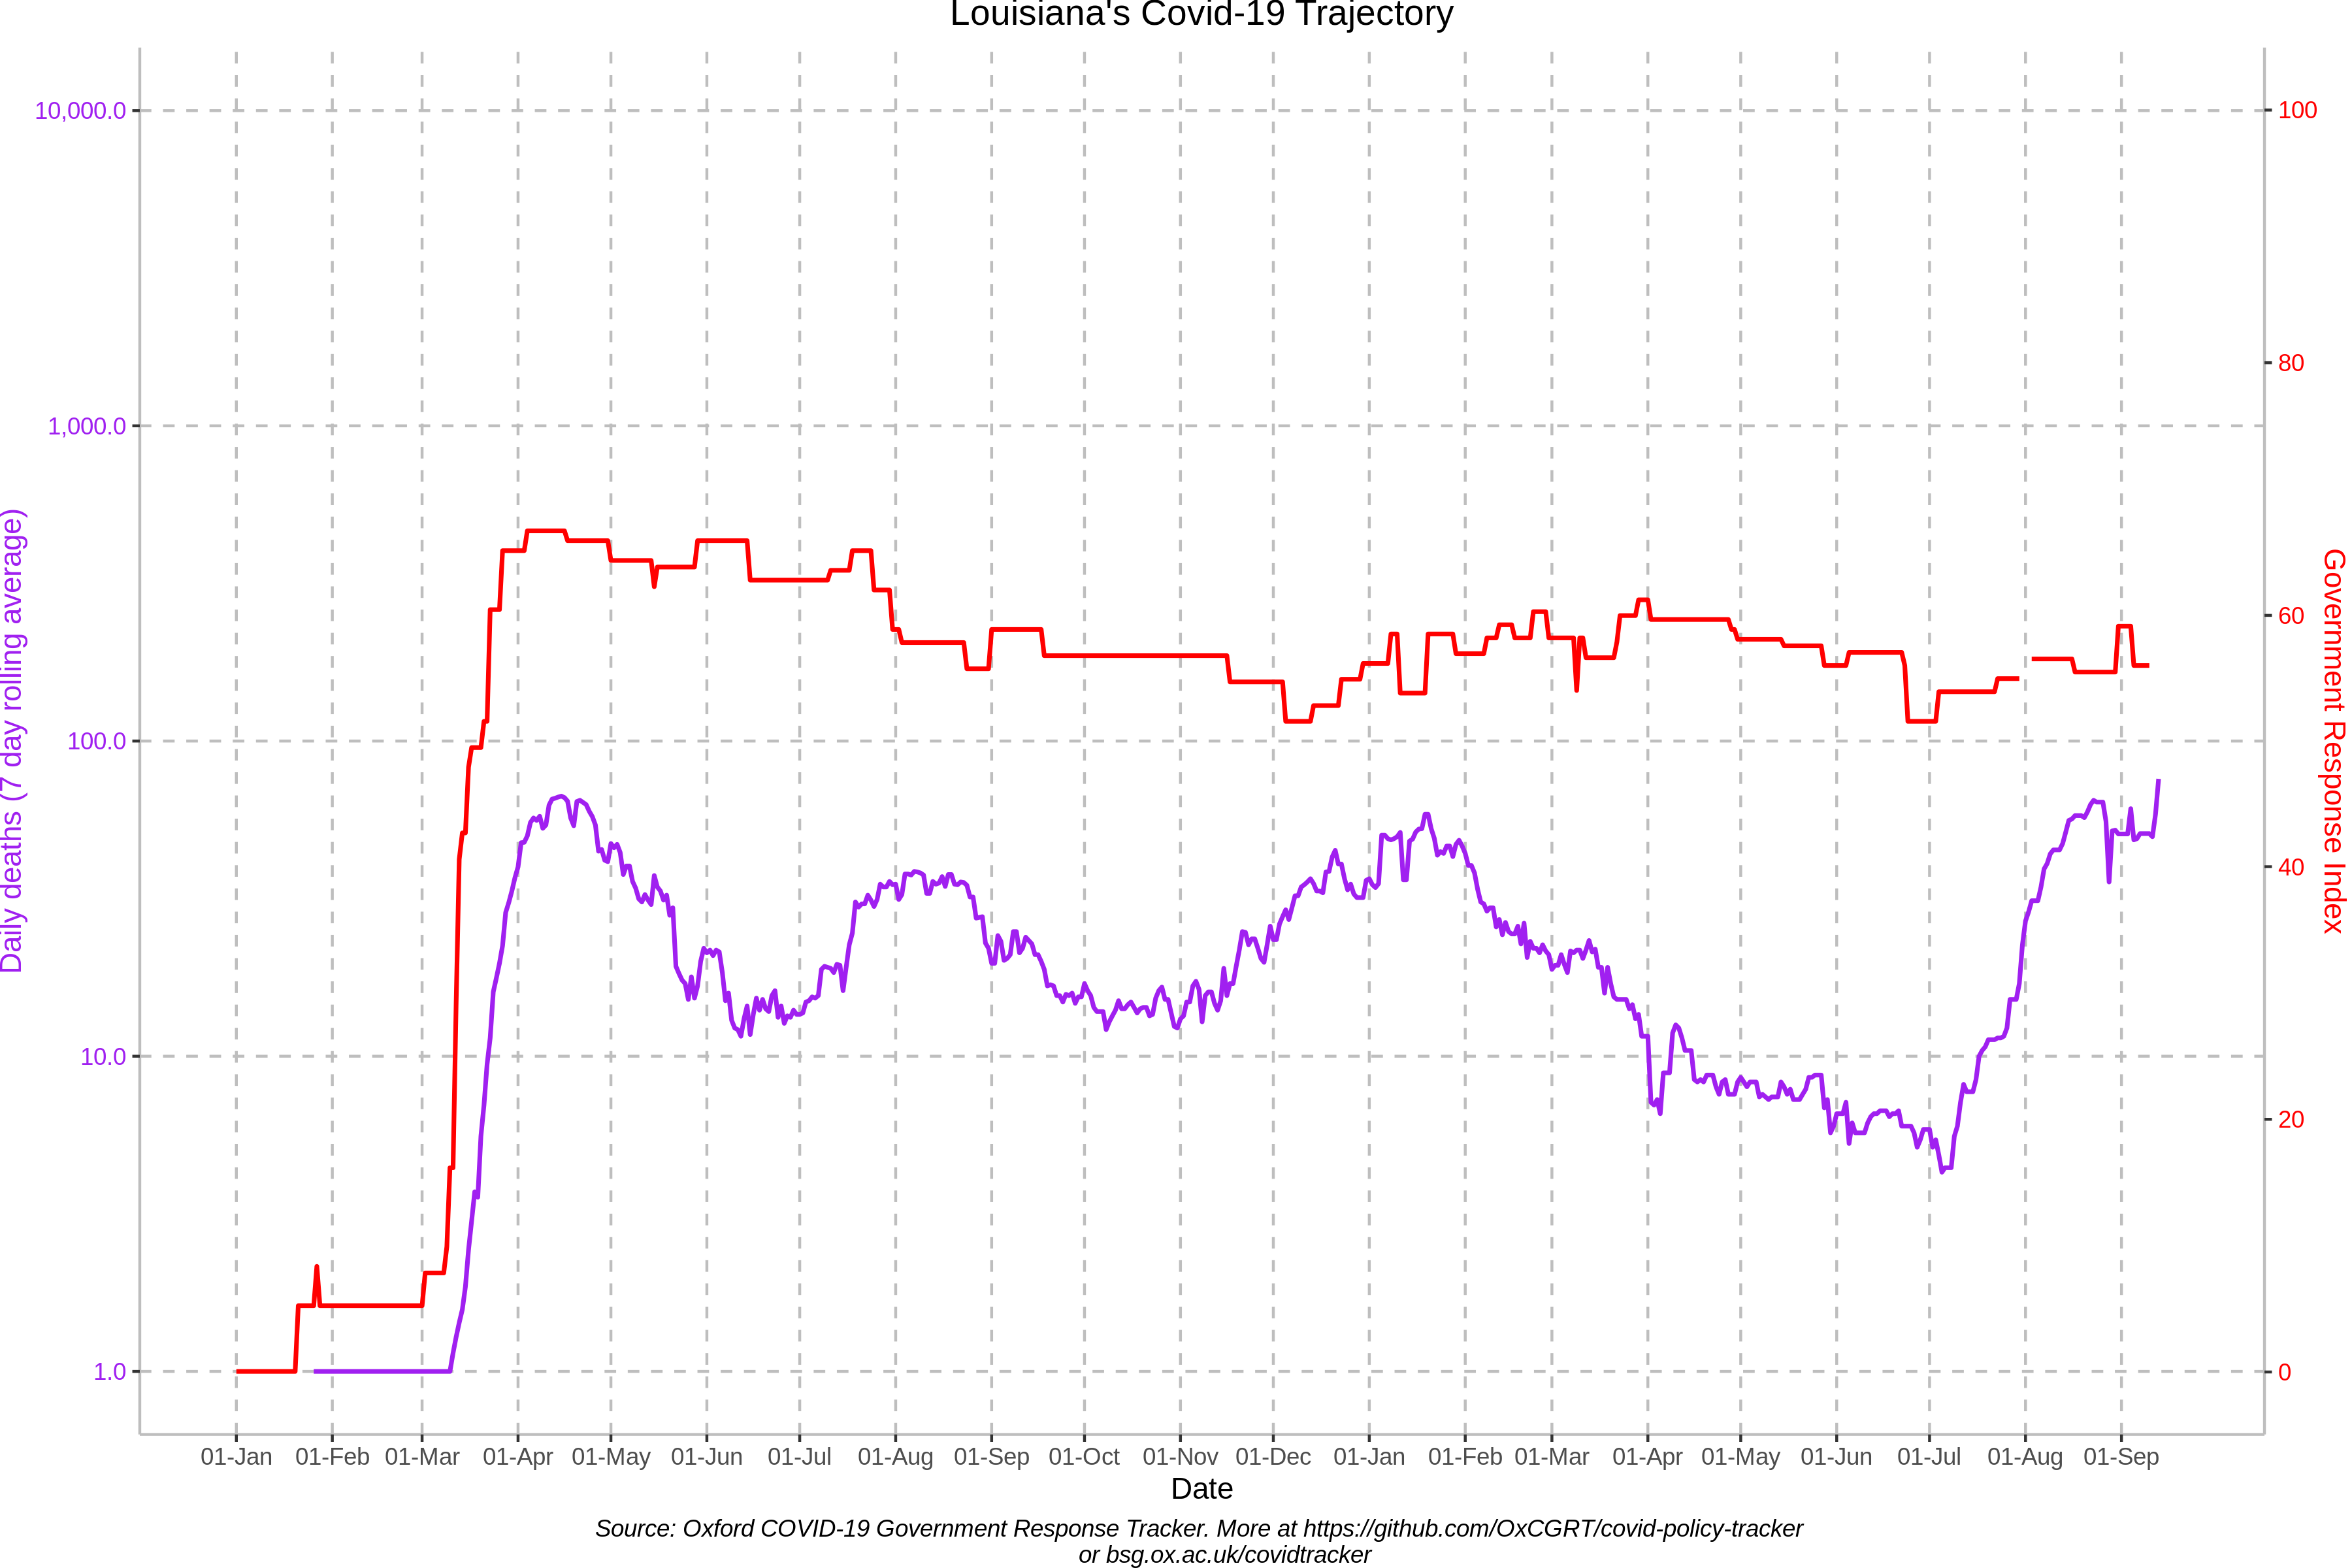 Louisiana's Covid-19 Trajectory
10,000.0
1,000.0
100.0
10.0
1.0
Daily deaths (7 day rolling average)
100
80
60
40
20
0
Government Response Index
01-Jan 01-Feb 01-Mar 01-Apr 01-May 01-Jun 01-Jul 01-Aug 01-Sep 01-Oct 01-Nov 01-Dec 01-Jan 01-Feb 01-Mar 01-Apr 01-May 01-Jun 01-Jul 01-Aug 01-Sep
Date
Source: Oxford COVID-19 Government Response Tracker. More at https://github.com/OxCGRT/covid-policy-tracker
or bsg.ox.ac.uk/covidtracker